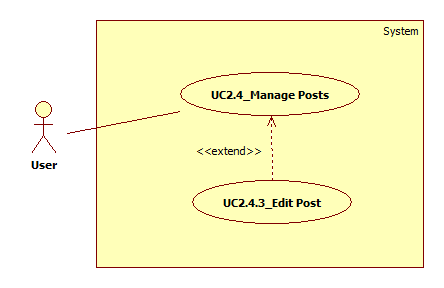 System
UC2.4_Manage Posts
<<extend>>
User
UC2.4.3_Edit Post